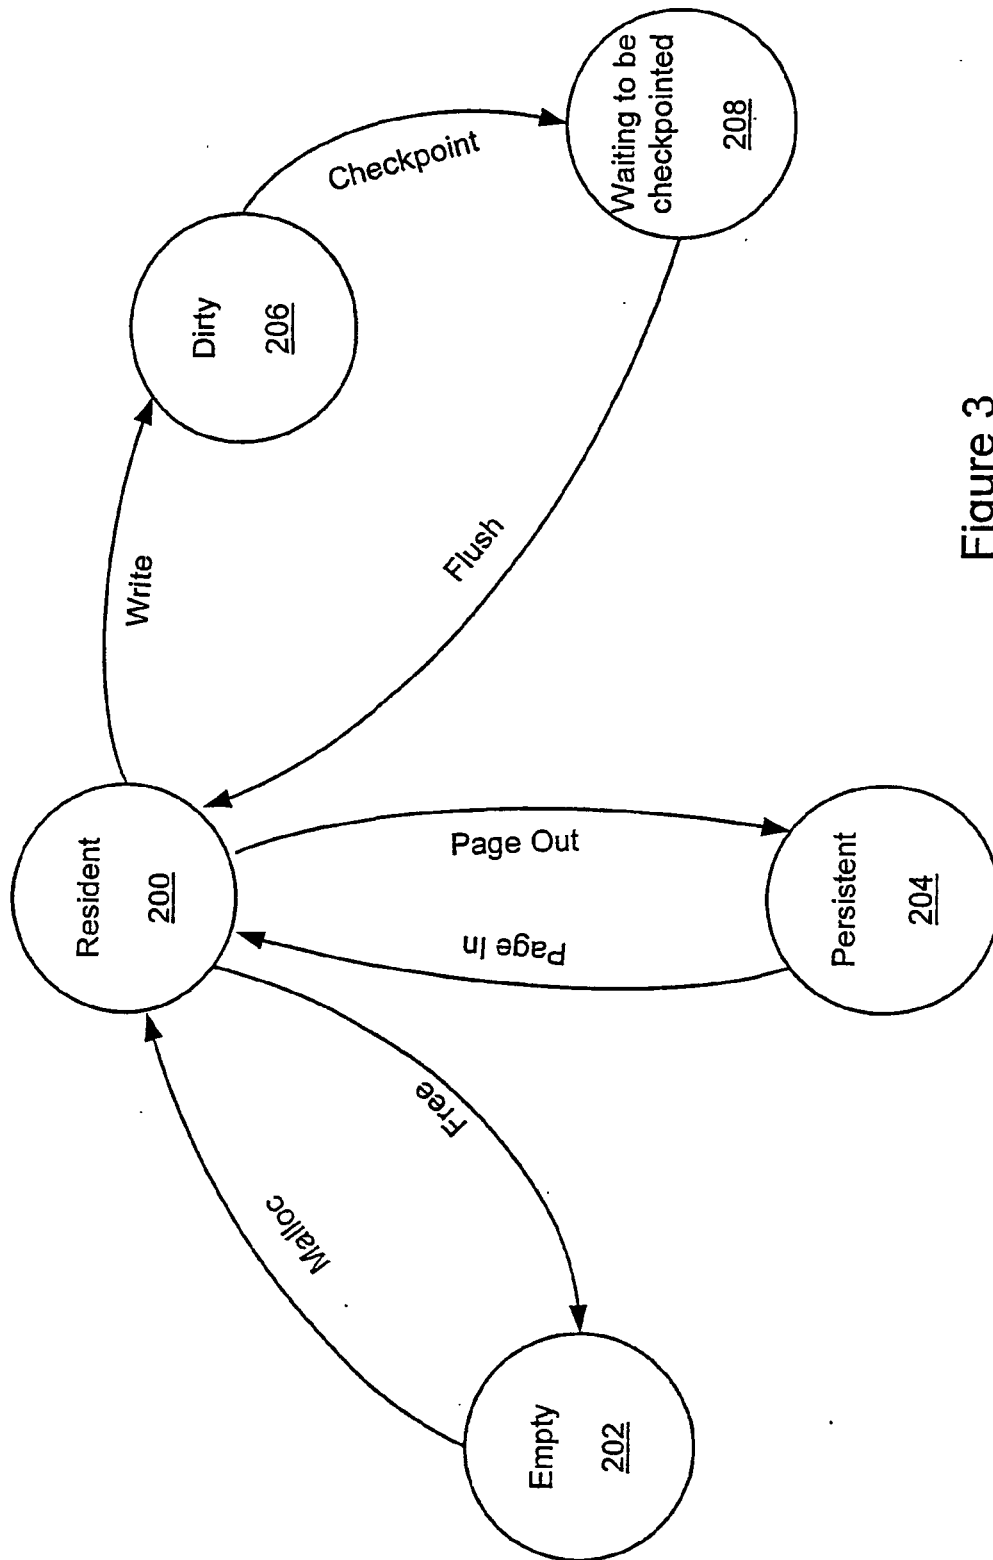 Resident
200
Write
Dirty
206
Checkpoint
Waiting to be
checkpointed
208
Flush
Page Out
Page In
Persistent
204
Free
Malloc
Empty
202
Figure 3